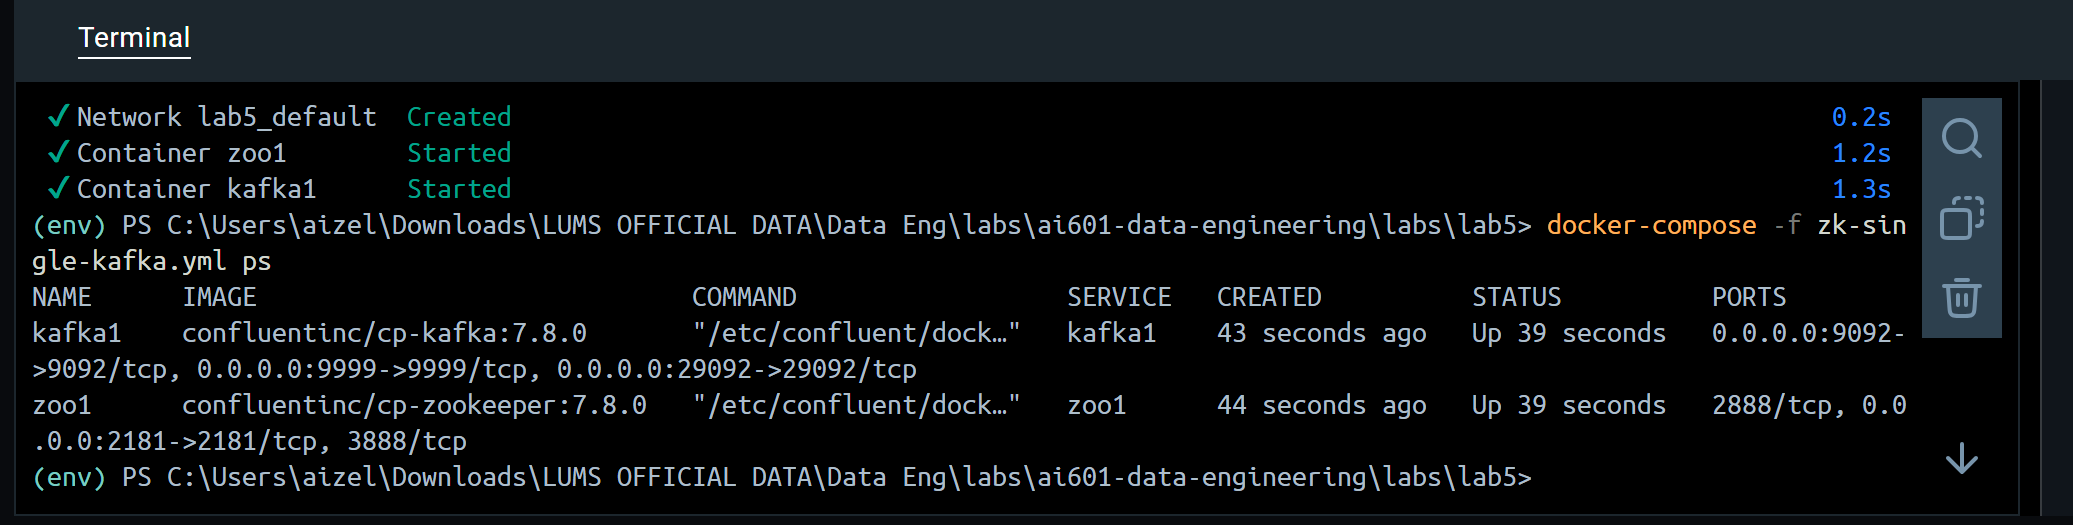 Terminal
✔ Network lab5_default  Created 0.2s
✔ Container zoo1        Started 1.2s
✔ Container kafka1      Started 1.3s
(env) PS C:\Users\aizel\Downloads\LUMS OFFICIAL DATA\Data Eng\labs\ai601-data-engineering\labs\lab5> docker-compose -f zk-sin
gle-kafka.yml ps
NAME      IMAGE                             COMMAND                  SERVICE   CREATED          STATUS          PORTS
kafka1    confluentinc/cp-kafka:7.8.0       "/etc/confluent/dock…"   kafka1    43 seconds ago   Up 39 seconds   0.0.0.0:9092-
>9092/tcp, 0.0.0.0:9999->9999/tcp, 0.0.0.0:29092->29092/tcp
zoo1      confluentinc/cp-zookeeper:7.8.0   "/etc/confluent/dock…"   zoo1      44 seconds ago   Up 39 seconds   2888/tcp, 0.0
.0.0:2181->2181/tcp, 3888/tcp
(env) PS C:\Users\aizel\Downloads\LUMS OFFICIAL DATA\Data Eng\labs\ai601-data-engineering\labs\lab5>